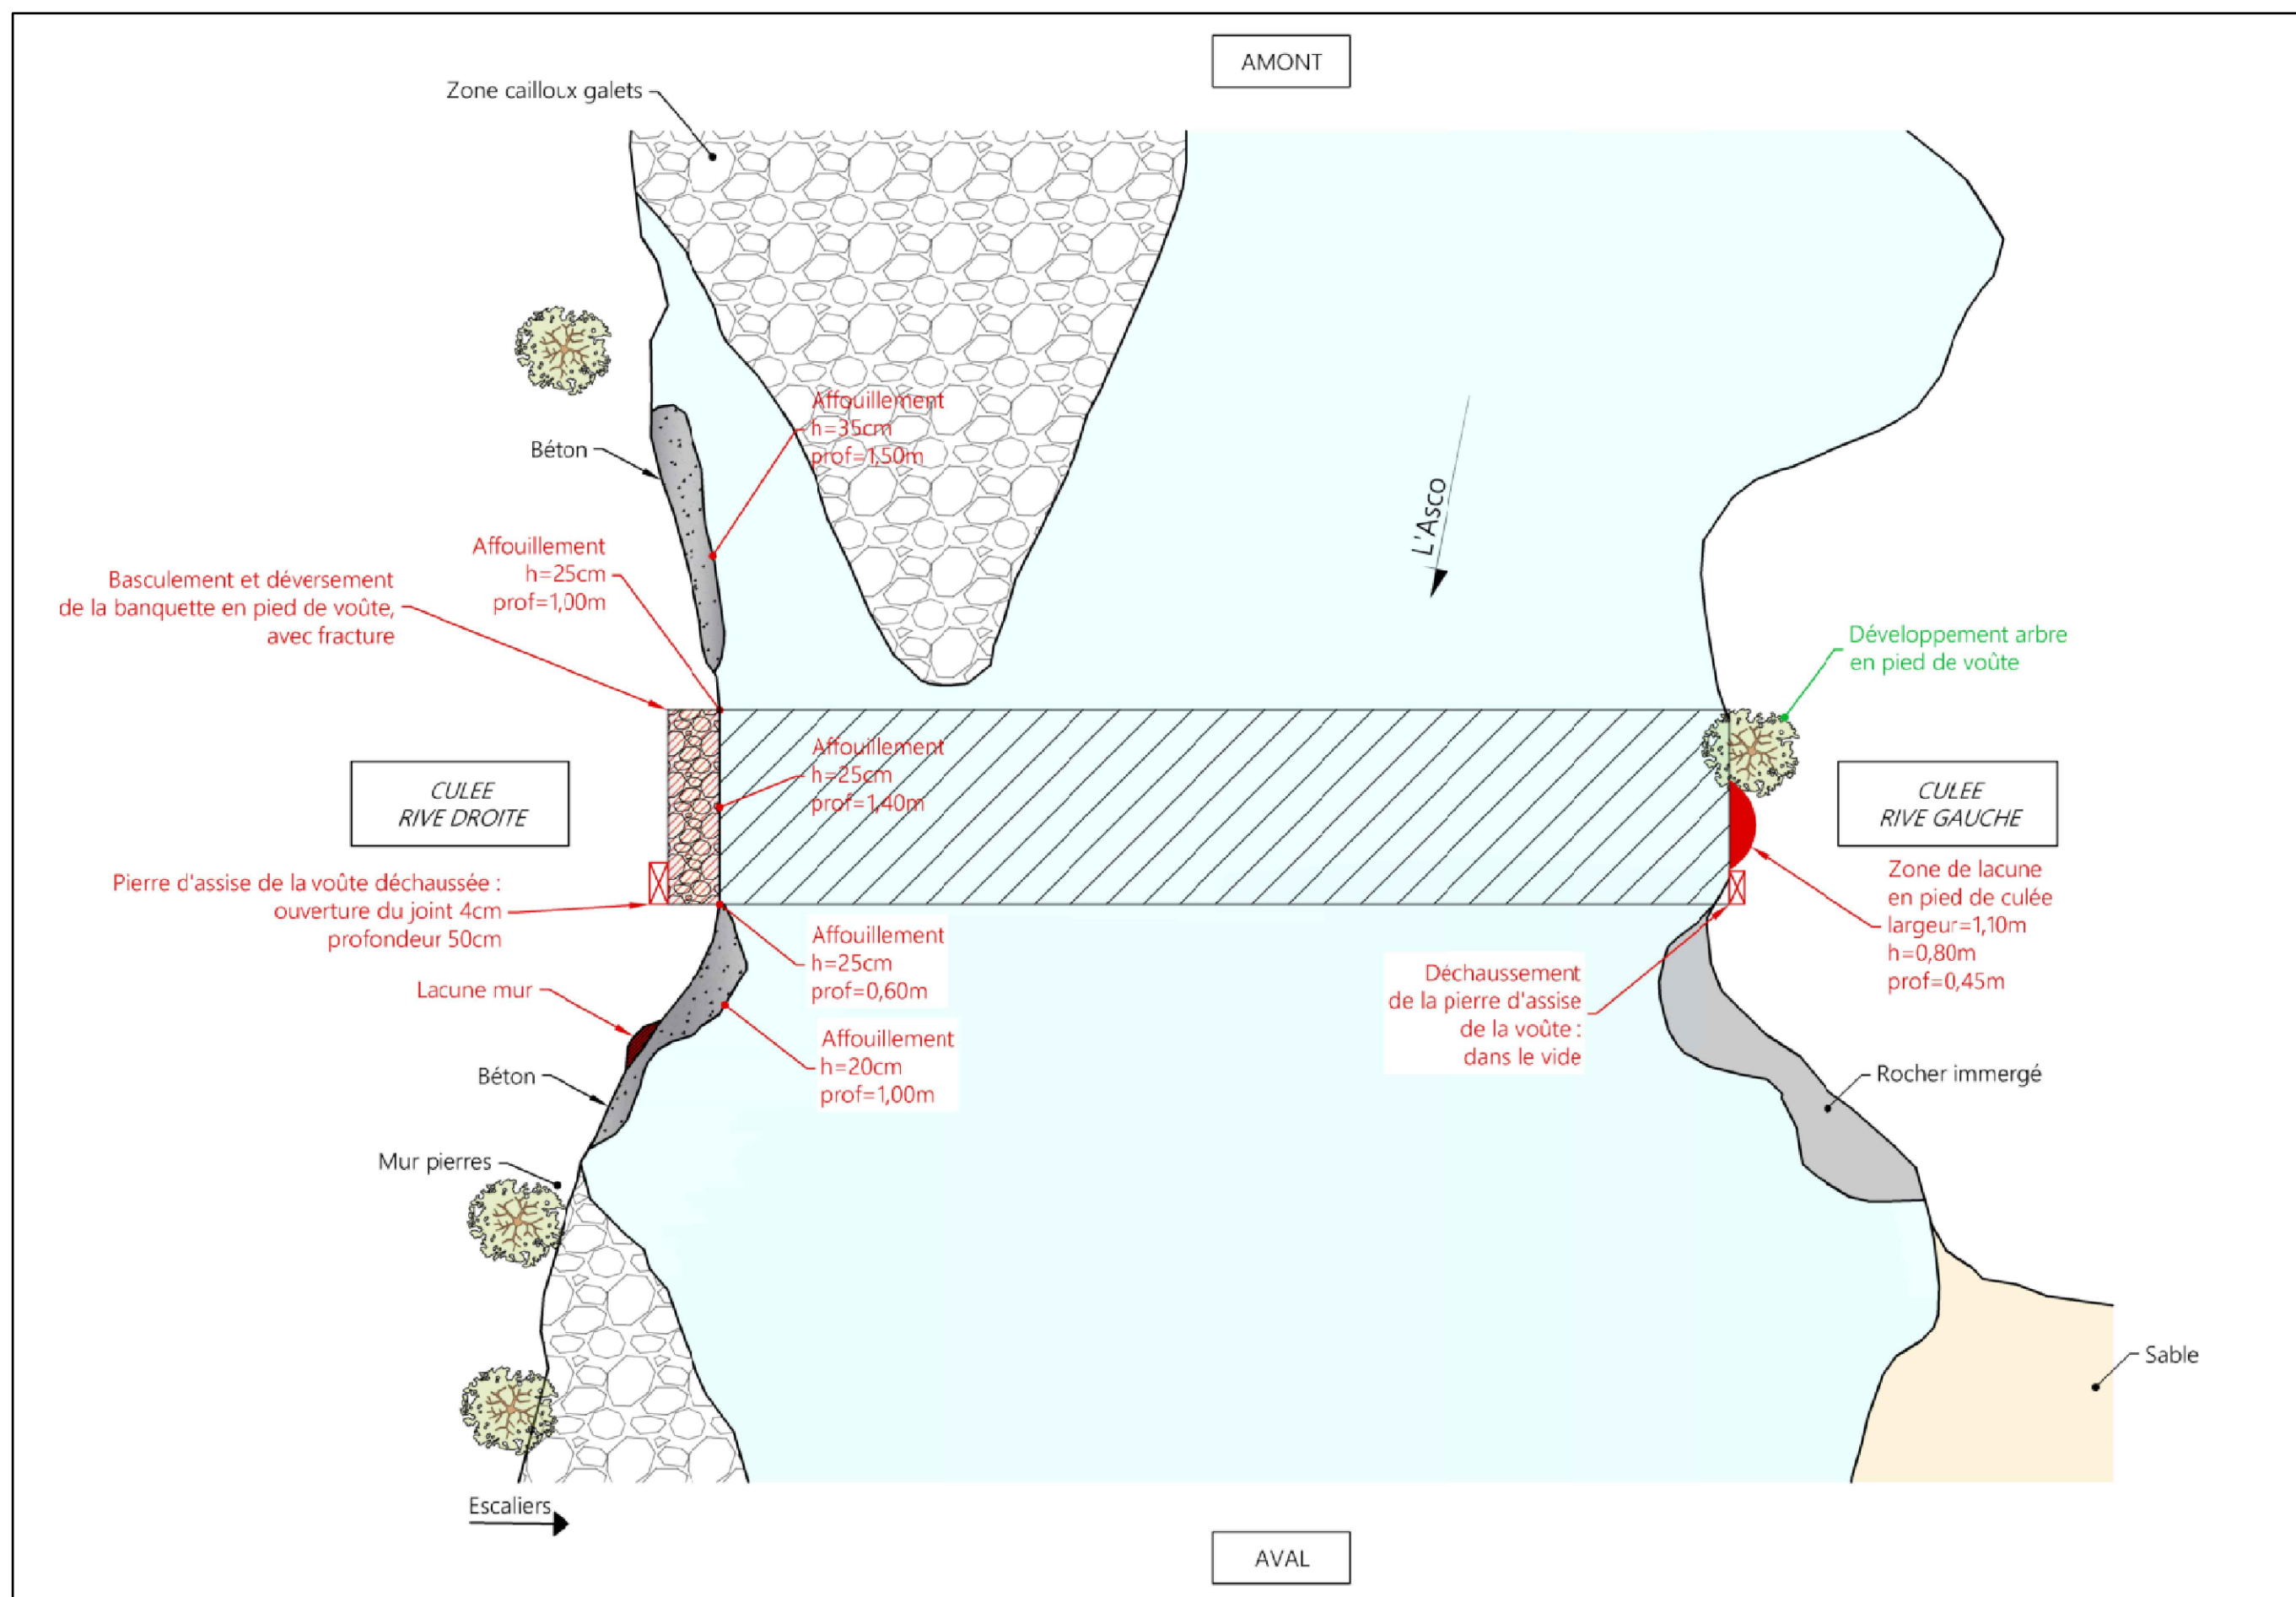 AMONT
Zone cailloux galets
Affouillement
h=35cm
prof=1,50m
Béton
L'Asco
Affouillement
h=25cm
prof=1,00m
Basculement et déversement
de la banquette en pied de voûte,
avec fracture
Développement arbre
en pied de voûte
Affouillement
h=25cm
prof=1,40m
CULEE
RIVE DROITE
CULEE
RIVE GAUCHE
Pierre d'assise de la voûte déchaussée :
ouverture du joint 4cm
profondeur 50cm
Zone de lacune
en pied de culée
largeur=1,10m
h=0,80m
prof=0,45m
Affouillement
h=25cm
prof=0,60m
Lacune mur
Déchaussement
de la pierre d'assise
de la voûte :
dans le vide
Affouillement
h=20cm
prof=1,00m
Béton
Rocher immergé
Mur pierres
Sable
Escaliers
AVAL